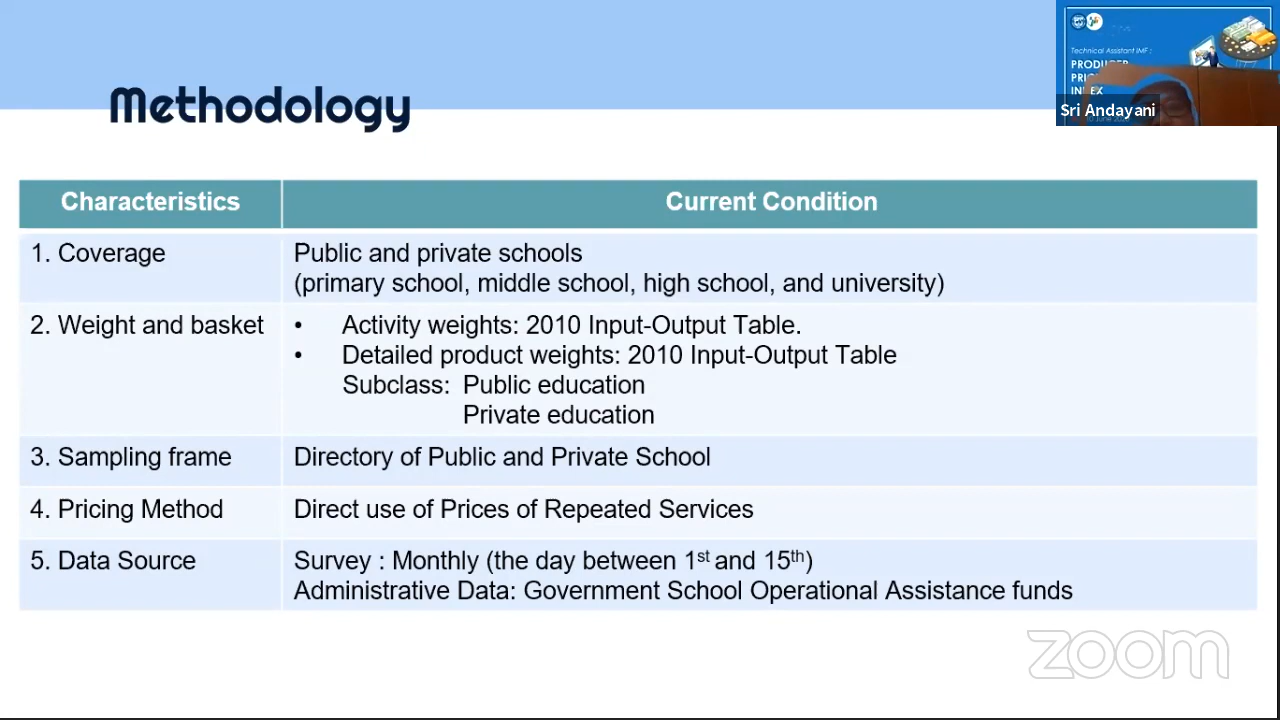 Methodology
Technical Assistant IMF :
PRODUCER
PRICE
INDEX
Sri Andayani
Characteristics
Current Condition
1. Coverage
Public and private schools
(primary school, middle school, high school, and university)
2. Weight and basket
• Activity weights: 2010 Input-Output Table.
• Detailed product weights: 2010 Input-Output Table
Subclass: Public education
Private education
3. Sampling frame
Directory of Public and Private School
4. Pricing Method
Direct use of Prices of Repeated Services
5. Data Source
Survey : Monthly (the day between 1st and 15th)
Administrative Data: Government School Operational Assistance funds
zoom